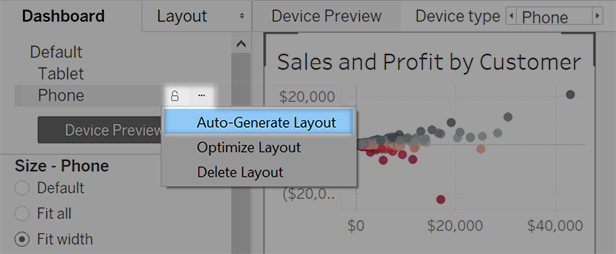 Dashboard
Layout
Device Preview
Device type
Phone
Default
Tablet
Phone
Device Preview
Auto-Generate Layout
Optimize Layout
Delete Layout
Size - Phone
Default
Fit all
Fit width
Sales and Profit by Customer
$20,000
($20,0..
$0
$20,000
$40,000